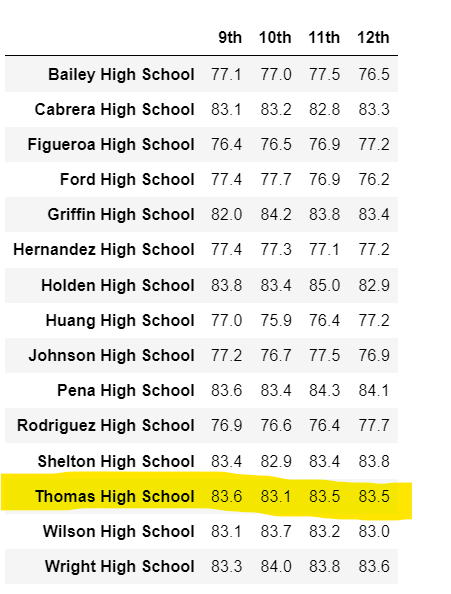 9th 10th 11th 12th
Bailey High School 77.1 77.0 77.5 76.5
Cabrera High School 83.1 83.2 82.8 83.3
Figueroa High School 76.4 76.5 76.9 77.2
Ford High School 77.4 77.7 76.9 76.2
Griffin High School 82.0 84.2 83.8 83.4
Hernandez High School 77.4 77.3 77.1 77.2
Holden High School 83.8 83.4 85.0 82.9
Huang High School 77.0 75.9 76.4 77.2
Johnson High School 77.2 76.7 77.5 76.9
Pena High School 83.6 83.4 84.3 84.1
Rodriguez High School 76.9 76.6 76.4 77.7
Shelton High School 83.4 82.9 83.4 83.8
Thomas High School 83.6 83.1 83.5 83.5
Wilson High School 83.1 83.7 83.2 83.0
Wright High School 83.3 84.0 83.8 83.6